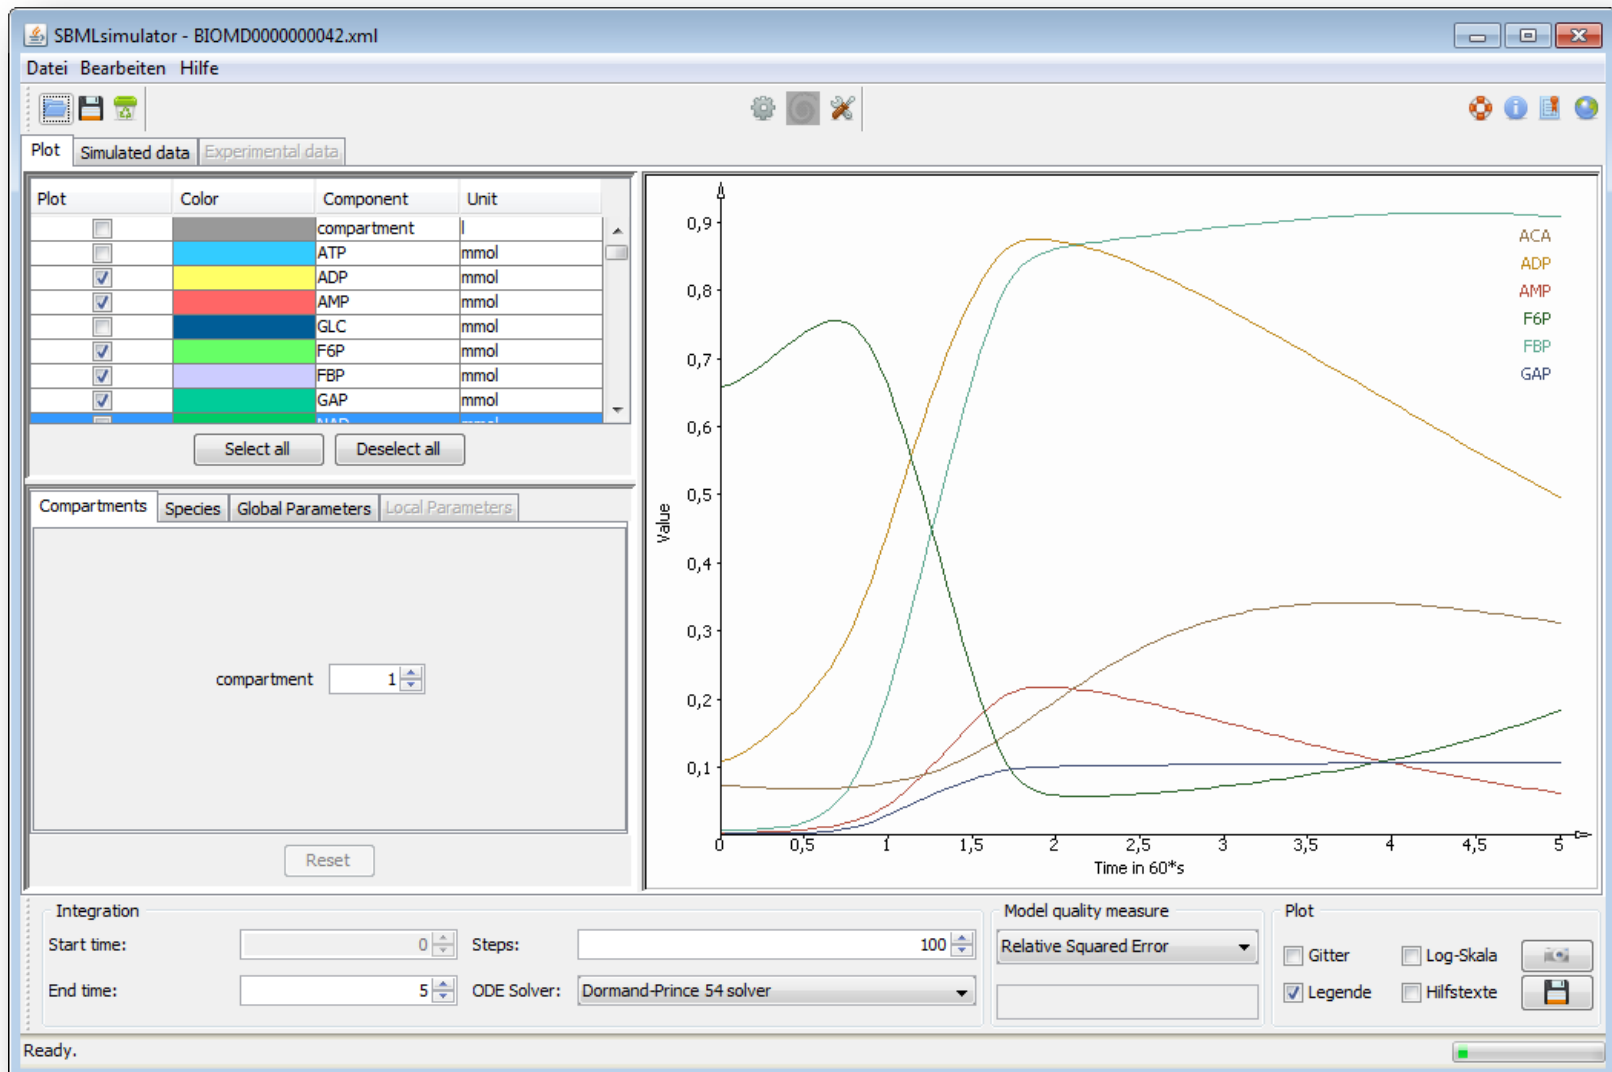 SBMLsimulator - BIOMD0000000042.xml
Datei Bearbeiten Hilfe
Plot Simulated data Experimental data
Plot Color Component Unit
compartment l
ATP mmol
ADP mmol
AMP mmol
GLC mmol
F6P mmol
FBP mmol
GAP mmol
NAD mmol
Select all Deselect all
Compartments Species Global Parameters Local Parameters
compartment 1
Reset
Value
0,9
0,8
0,7
0,6
0,5
0,4
0,3
0,2
0,1
0 0,5 1 1,5 2 2,5 3 3,5 4 4,5 5
Time in 60*s
ACA
ADP
AMP
F6P
FBP
GAP
Integration
Start time: 0 Steps: 100
End time: 5 ODE Solver: Dormand-Prince 54 solver
Model quality measure
Relative Squared Error
Plot
Gitter Log-Skala
Legende Hilfstexte
Ready.